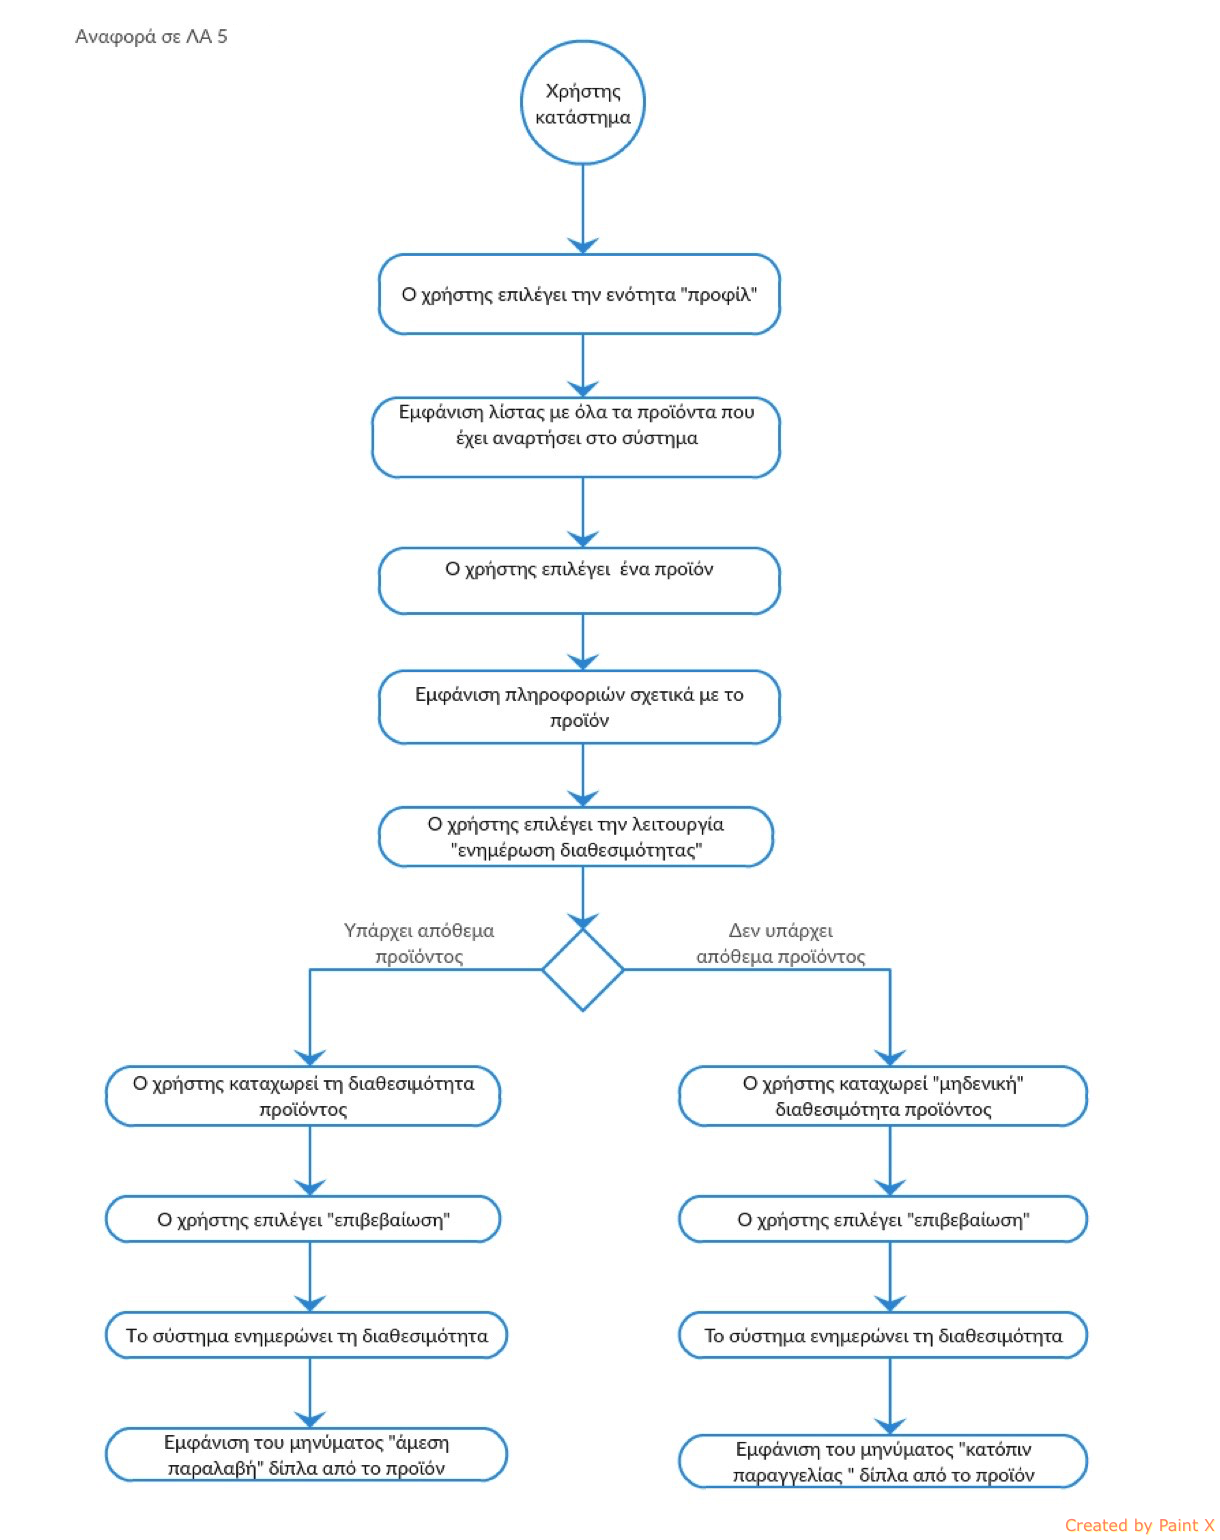 Αναφορά σε ΛΑ 5
Χρήστης
κατάστημα
Ο χρήστης επιλέγει την ενότητα "προφίλ"
Εμφάνιση λίστας με όλα τα προϊόντα που
έχει αναρτήσει στο σύστημα
Ο χρήστης επιλέγει  ένα προϊόν
Εμφάνιση πληροφοριών σχετικά με το
προϊόν
Ο χρήστης επιλέγει την λειτουργία
"ενημέρωση διαθεσιμότητας"
Υπάρχει απόθεμα
προϊόντος
Δεν υπάρχει
απόθεμα προϊόντος
Ο χρήστης καταχωρεί τη διαθεσιμότητα
προϊόντος
Ο χρήστης επιλέγει "επιβεβαίωση"
Το σύστημα ενημερώνει τη διαθεσιμότητα
Εμφάνιση του μηνύματος "άμεση
παραλαβή" δίπλα από το προϊόν
Ο χρήστης καταχωρεί "μηδενική"
διαθεσιμότητα προϊόντος
Ο χρήστης επιλέγει "επιβεβαίωση"
Το σύστημα ενημερώνει τη διαθεσιμότητα
Εμφάνιση του μηνύματος "κατόπιν
παραγγελίας " δίπλα από το προϊόν
Created by Paint X